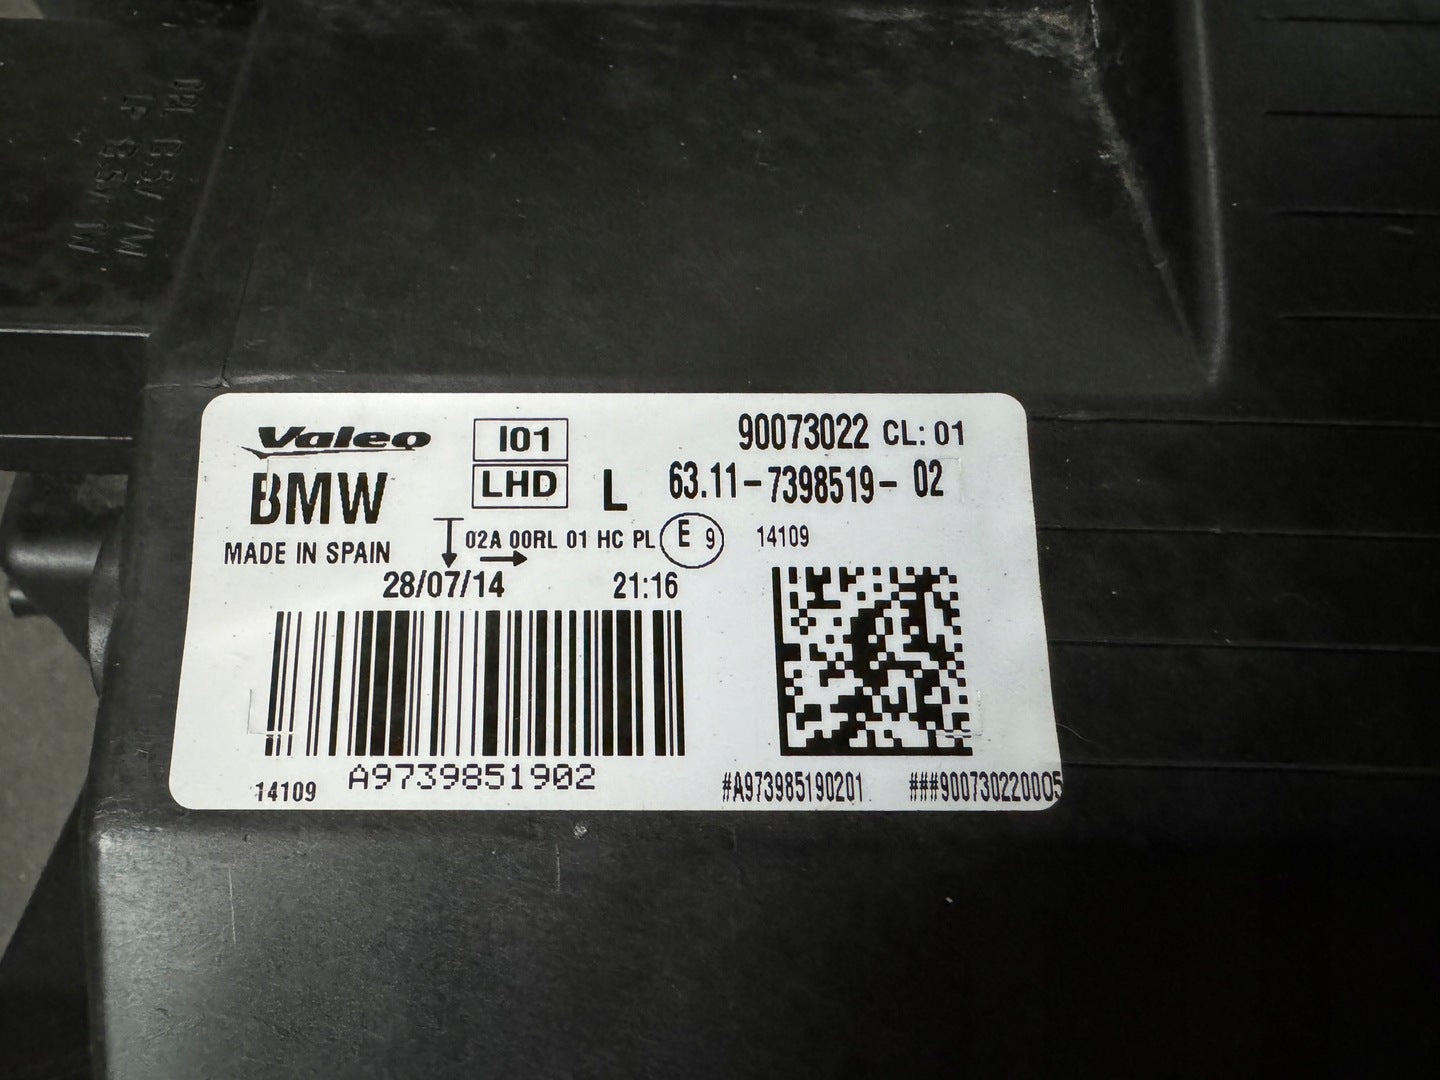 Valeo
I01
90073022 CL: 01
BMW
LHD
L
63.11-7398519-02
MADE IN SPAIN
02A 00RL 01 HC PL
E 9
14109
28/07/14
21:16
14109
A9739851902
#A973985190201
###900730220005